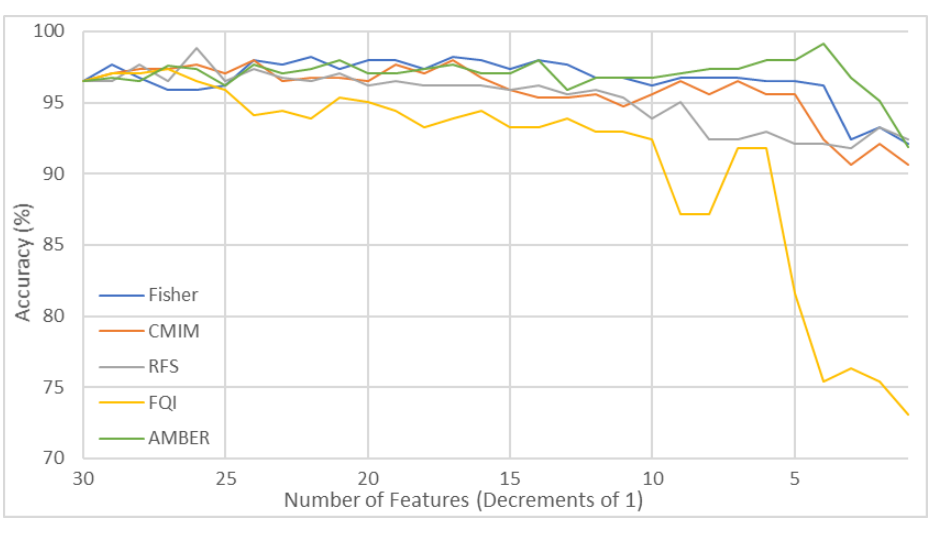 100
95
90
85
80
75
70
Accuracy (%)
Fisher
CMIM
RFS
FQI
AMBER
30 25 20 15 10 5
Number of Features (Decrements of 1)